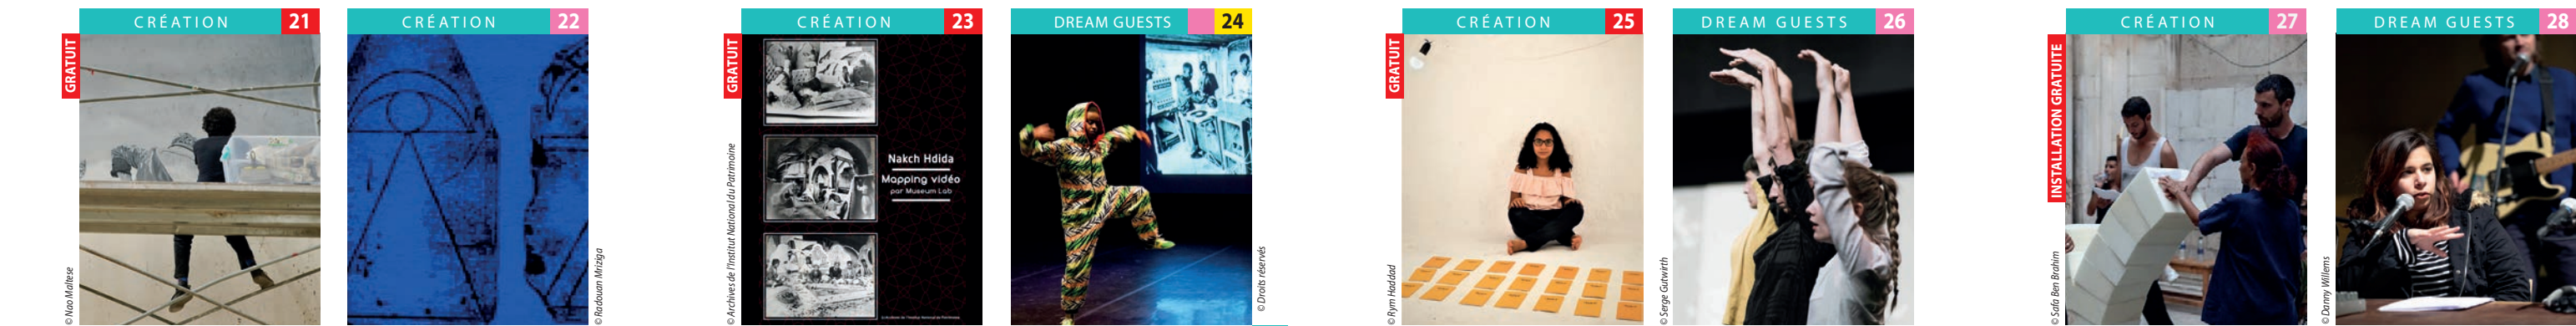 CRÉATION 21
GRATUIT
© Nao Maltese
CRÉATION 22
© Radouan Mriziga
CRÉATION 23
GRATUIT
© Archives de l'Institut National du Patrimoine
Nakch Hdida
Mapping vidéo
par Museum Lab
DREAM GUESTS 24
© Droits réservés
CRÉATION 25
GRATUIT
© Rym Haddad
DREAM GUESTS 26
© Serge Gutwirth
CRÉATION 27
INSTALLATION GRATUITE
© Safa Ben Brahim
DREAM GUESTS 28
© Danny Willems